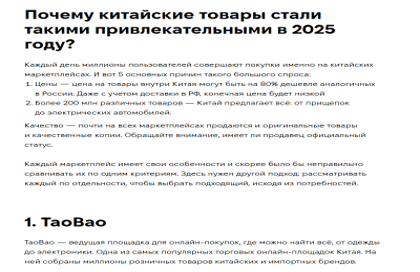 Почему китайские товары стали
такими привлекательными в 2025
году?
Каждый день миллионы пользователей совершают покупки именно на китайских
маркетплейсах. И вот 5 основных причин такого большого спроса:
1. Цены — цена на товары внутри Китая могут быть на 80% дешевле аналогичных
в России. Даже с учетом доставки в РФ, конечная цена будет низкой
2. Более 200 млн различных товаров — Китай предлагает всё: от прищепок
до электрических автомобилей.
Качество — почти на всех маркетплейсах продаются и оригинальные товары
и качественные копии. Обращайте внимание, имеет ли продавец официальный
статус.
Каждый маркетплейс имеет свои особенности и скорее было бы неправильно
сравнивать их по одним критериям. Здесь нужен другой подход: рассматривать
каждый по отдельности, чтобы выбрать подходящий, исходя из потребностей.
1. TaoBao
TaoBao — ведущая площадка для онлайн-покупок, где можно найти всё, от одежды
до электроники. Одна из самых популярных торговых онлайн-площадок Китая. На
ней собраны миллионы розничных товаров китайских и импортных брендов.